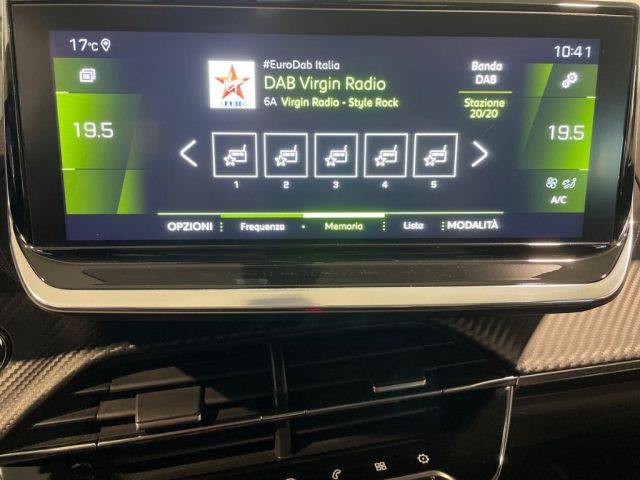 17°C
10:41
#EuroDab Italia
DAB Virgin Radio
6A Virgin Radio - Style Rock
Banda
DAB
Stazione
20/20
19.5
19.5
RADIO
1 2 3 4 5
A/C
OPZIONI Frequenza Memoria Lista MODALITÀ